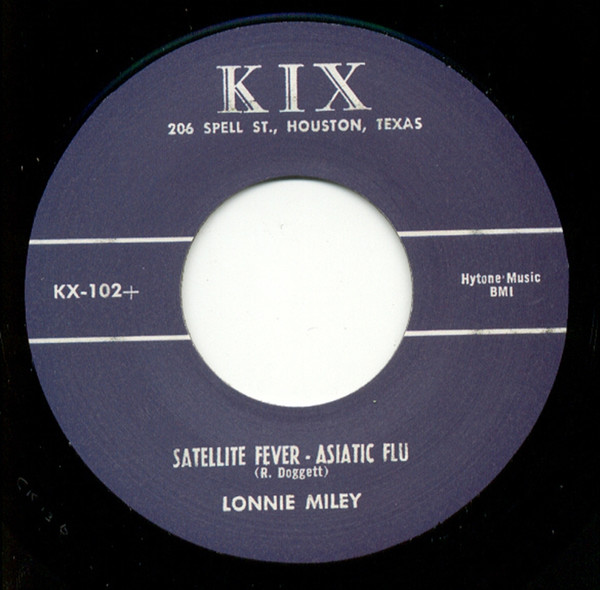 KIX
206 SPELL ST., HOUSTON, TEXAS
KX-102+
Hytone Music
BMI
SATELLITE FEVER - ASIATIC FLU
(R. Doggett)
LONNIE MILEY